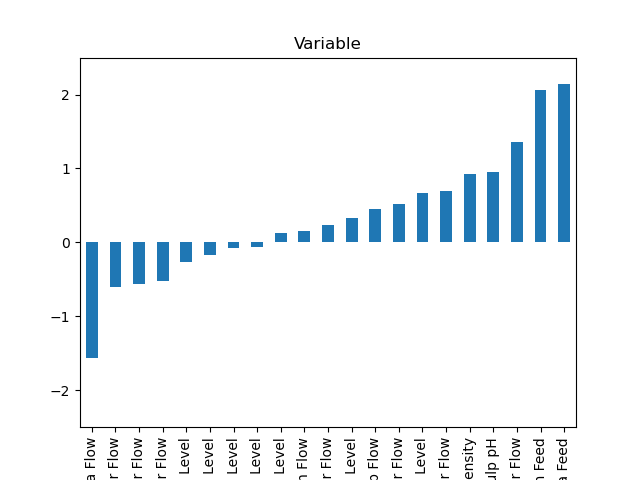 Variable
2
1
0
−1
−2
a Flow
r Flow
r Flow
r Flow
Level
Level
Level
Level
Level
n Flow
r Flow
Level
p Flow
r Flow
Level
r Flow
ensity
ulp pH
r Flow
n Feed
a Feed